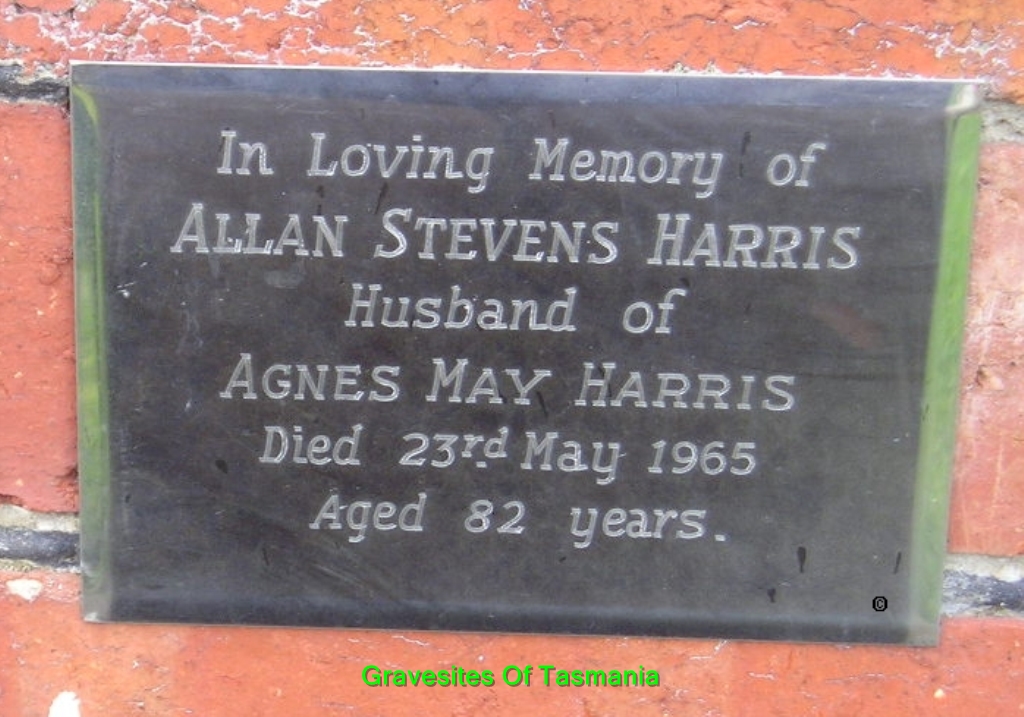 In Loving Memory of
ALLAN STEVENS HARRIS
Husband of
AGNES MAY HARRIS
Died 23rd May 1965
Aged 82 years.
©
Gravesites Of Tasmania